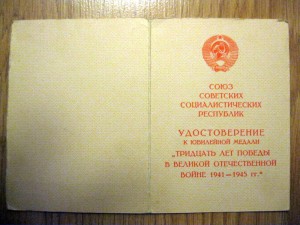 СОЮЗ
СОВЕТСКИХ
СОЦИАЛИСТИЧЕСКИХ
РЕСПУБЛИК
УДОСТОВЕРЕНИЕ
К ЮБИЛЕЙНОЙ МЕДАЛИ
„ТРИДЦАТЬ ЛЕТ ПОБЕДЫ
В ВЕЛИКОЙ ОТЕЧЕСТВЕННОЙ
ВОЙНЕ 1941—1945 гг.“